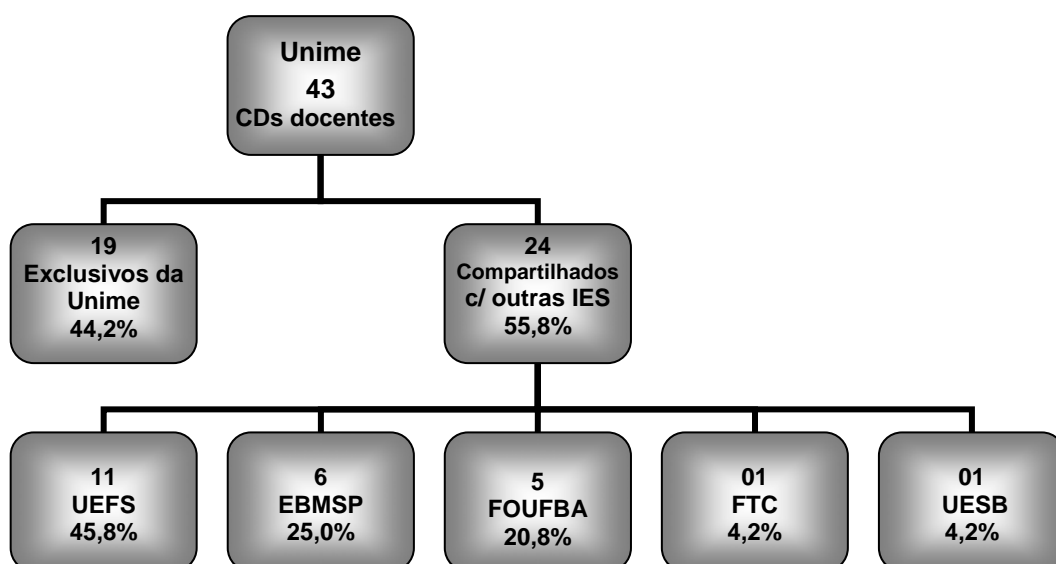 Unime
43
CDs docentes
19
Exclusivos da
Unime
44,2%
24
Compartilhados
c/ outras IES
55,8%
11
UEFS
45,8%
6
EBMSP
25,0%
5
FOUFBA
20,8%
01
FTC
4,2%
01
UESB
4,2%